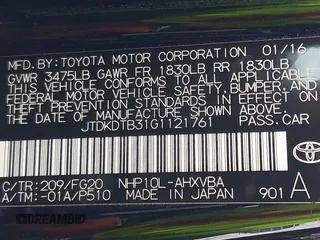 MFD. BY: TOYOTA MOTOR CORPORATION 01/16
GVWR 3475LB GAWR FR 1830LB RR 1830LB
THIS VEHICLE CONFORMS TO ALL APPLICABLE
FEDERAL MOTOR VEHICLE SAFETY, BUMPER, AND
THEFT PREVENTION STANDARDS IN EFFECT ON
THE DATE OF MANUFACTURE SHOWN ABOVE.
JTDKDTB31G1121761 PASS.CAR
TOYOTA
C/TR: 209/FG20 NHP10L-AHXVBA A
A/TM: -01A/P510 MADE IN JAPAN 901
DREAMBID